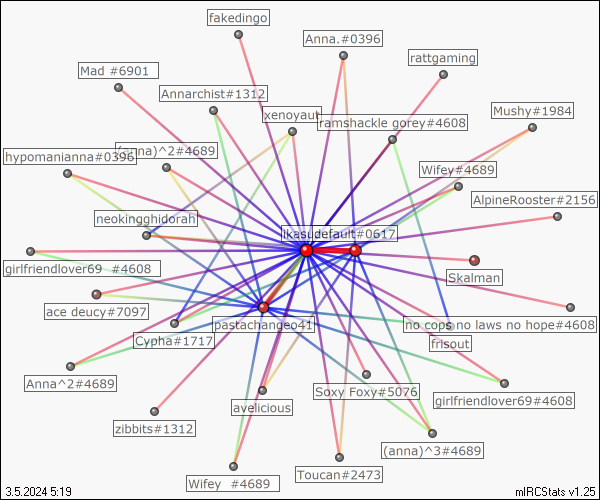 fakedingo
Anna.#0396
rattgaming
Mad #6901
Annarchist#1312
xenoyaut
ramshackle gorey#4608
Mushy#1984
hypomanianna#0396
(anna)^2#4689
Wifey#4689
AlpineRooster#2156
neokingghidorah
default#0617
girlfriendlover69 #4608
Skalman
ace deucy#7097
pastachangeo41
no cops no laws no hope#4608
Cypha#1717
frisout
Anna^2#4689
avelicious
Soxy Foxy#5076
girlfriendlover69#4608
zibbits#1312
(anna)^3#4689
Toucan#2473
Wifey #4689
3.5.2024 5:19
mIRCStats v1.25